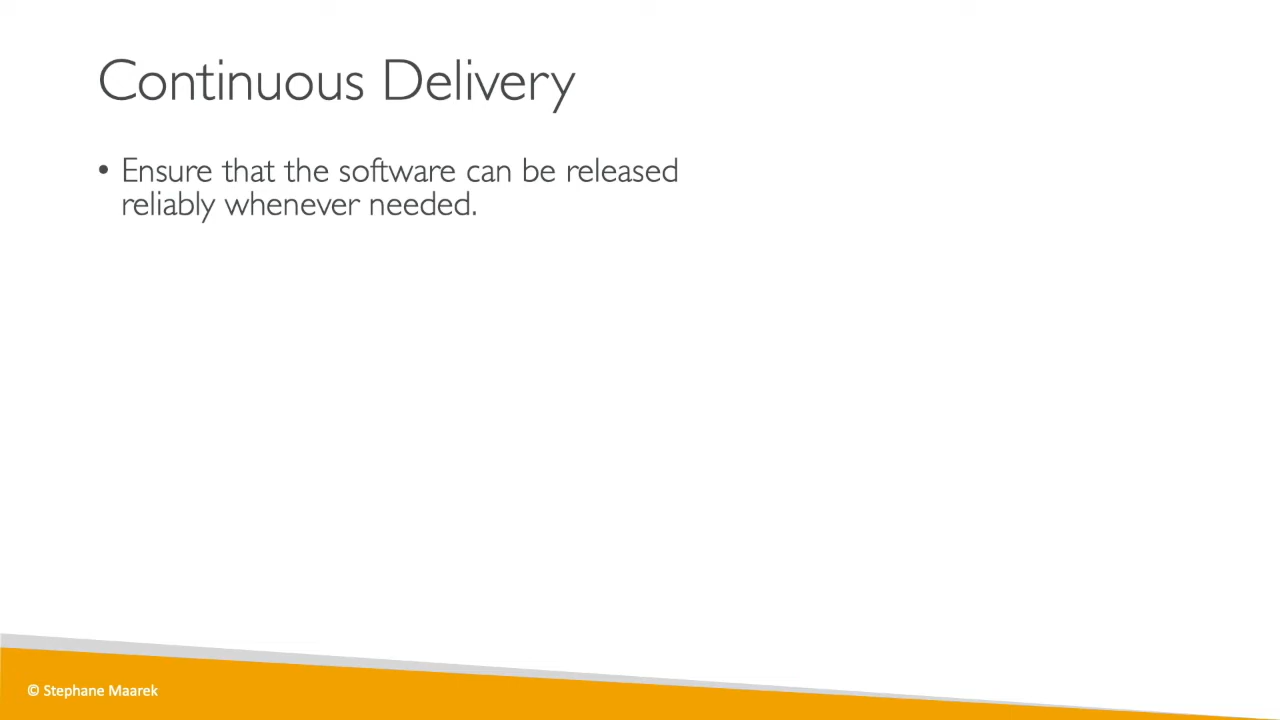 Continuous Delivery
• Ensure that the software can be released
reliably whenever needed.
© Stephane Maarek